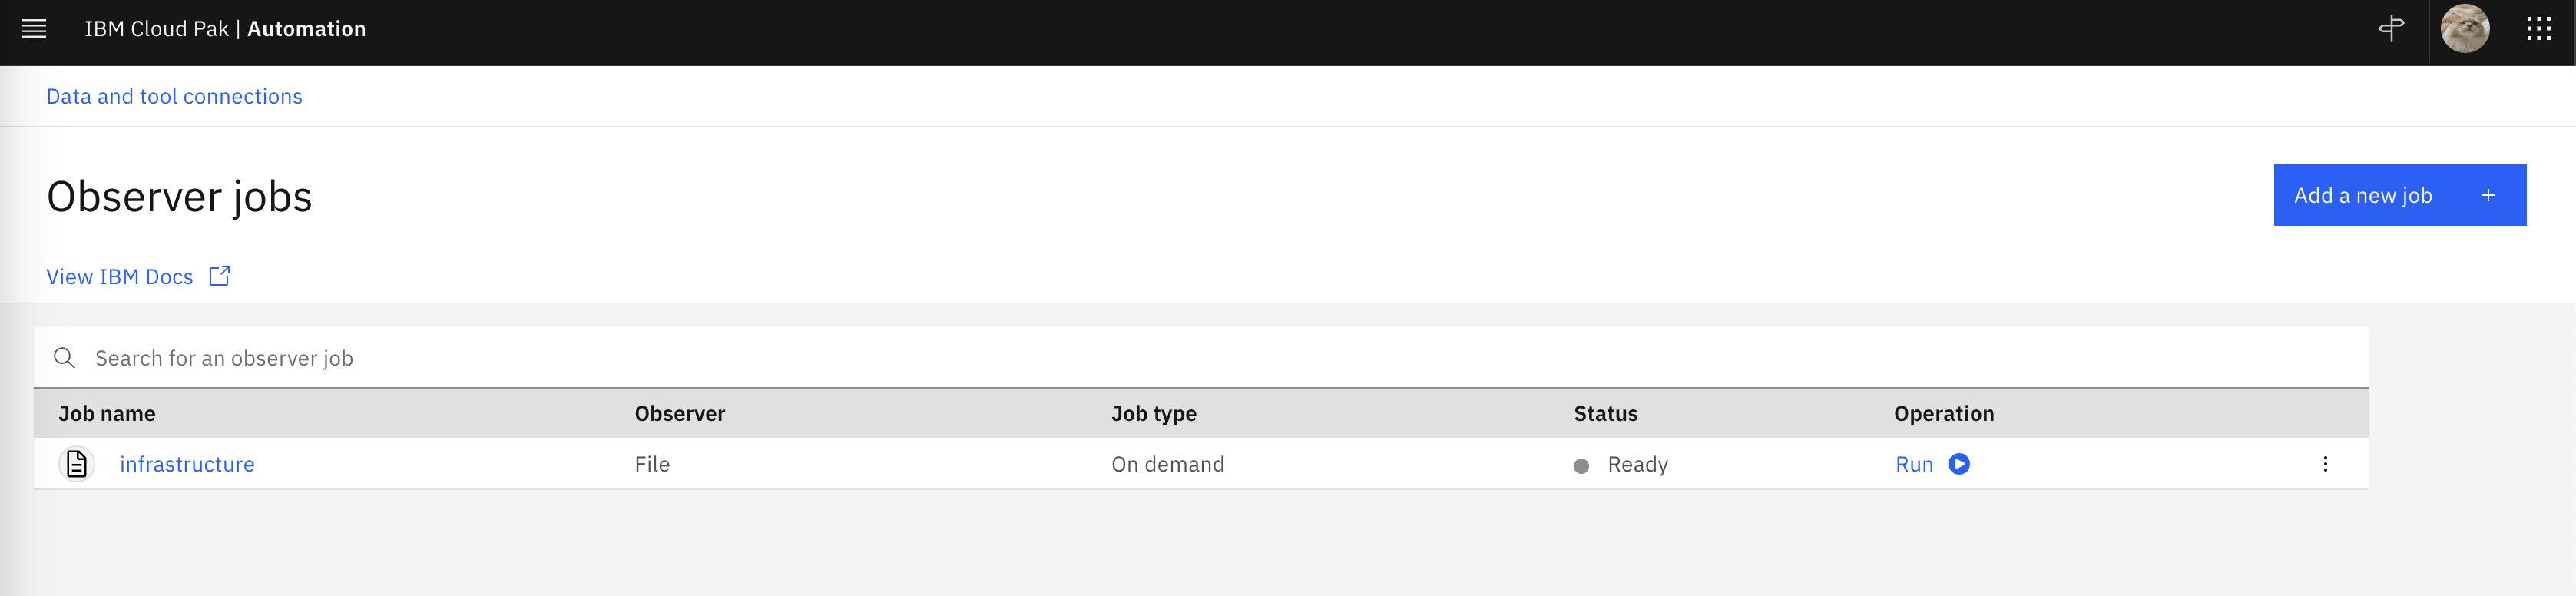 IBM Cloud Pak | Automation
Data and tool connections
Observer jobs
Add a new job +
View IBM Docs
Search for an observer job
Job name Observer Job type Status Operation
infrastructure File On demand Ready Run